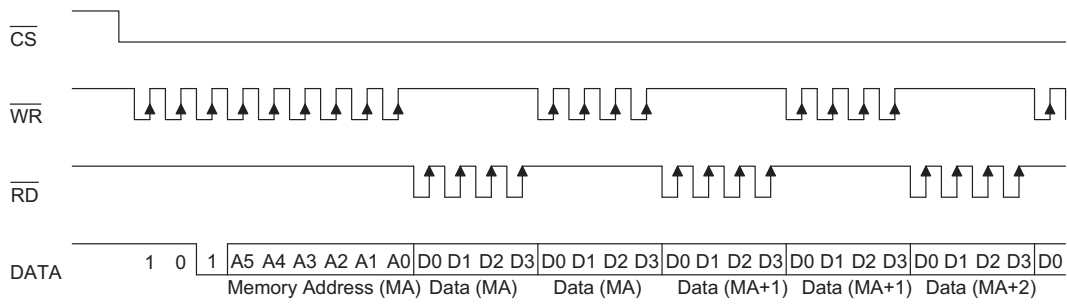 CS
WR
RD
DATA 1 0 1 A5 A4 A3 A2 A1 A0 D0 D1 D2 D3 D0 D1 D2 D3 D0 D1 D2 D3 D0 D1 D2 D3 D0 D1 D2 D3 D0
Memory Address (MA) Data (MA) Data (MA) Data (MA+1) Data (MA+1) Data (MA+2)